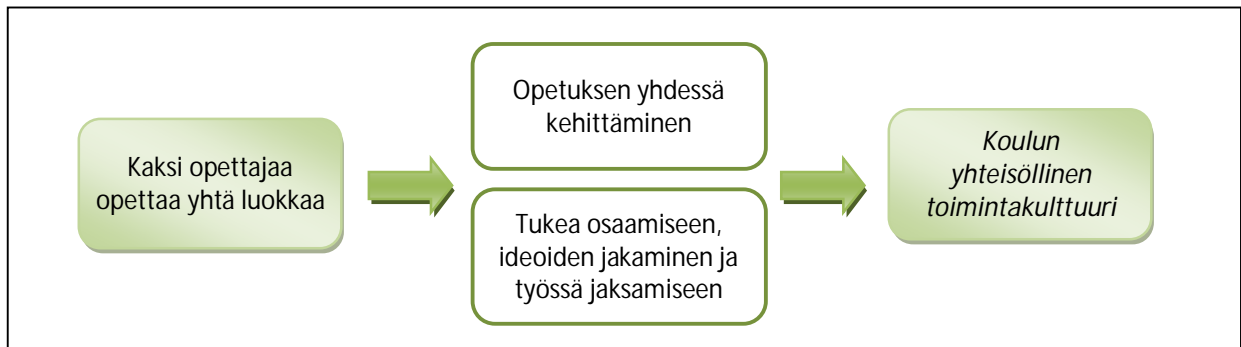 Kaksi opettajaa
opettaa yhtä luokkaa
Opetuksen yhdessä
kehittäminen
Tukea osaamiseen,
ideoiden jakaminen ja
työssä jaksamiseen
Koulun
yhteisöllinen
toimintakulttuuri